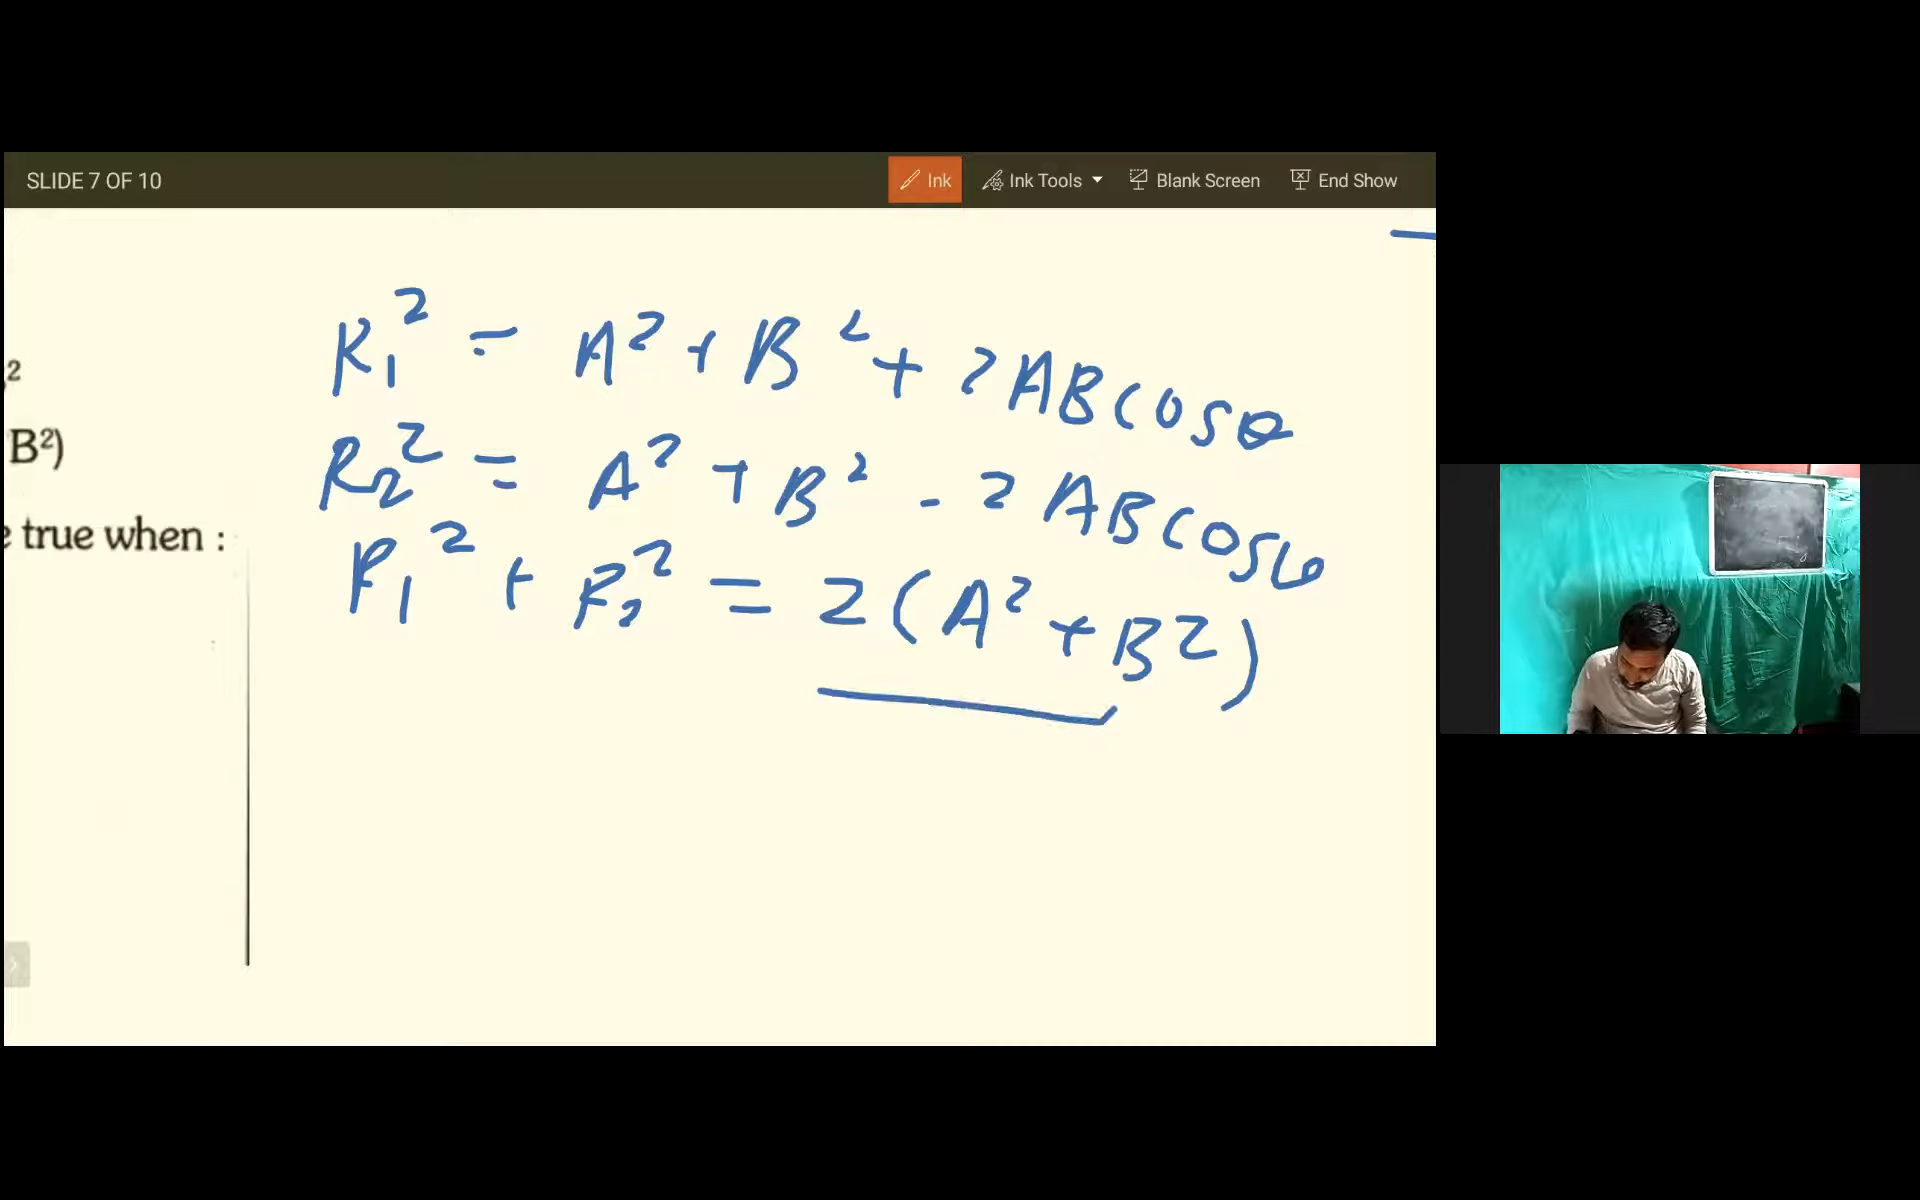 SLIDE 7 OF 10
Ink
Ink Tools
Blank Screen
End Show
R₁² = A² + B² + 2ABCOSθ
R₂² = A² + B² - 2ABCOSθ
R₁² + R₂² = 2(A² + B²)
2
B²)
true when :